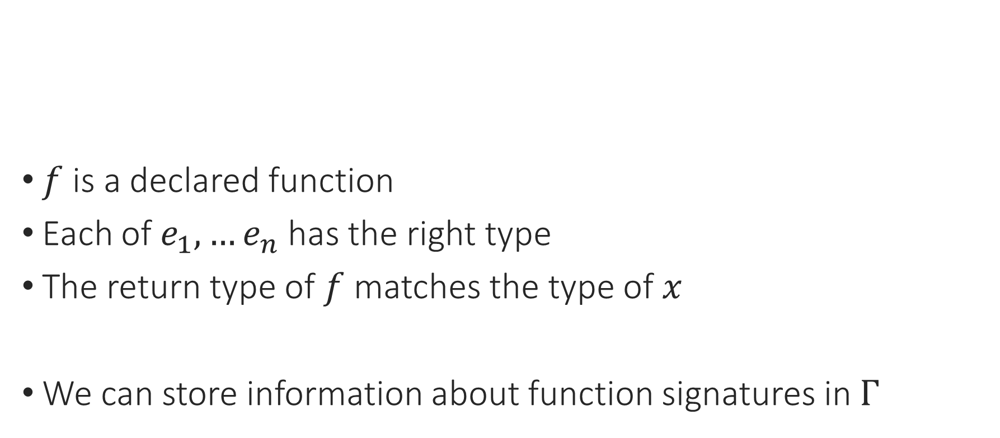 • f is a declared function
• Each of e₁, … eₙ has the right type
• The return type of f matches the type of x
• We can store information about function signatures in Γ